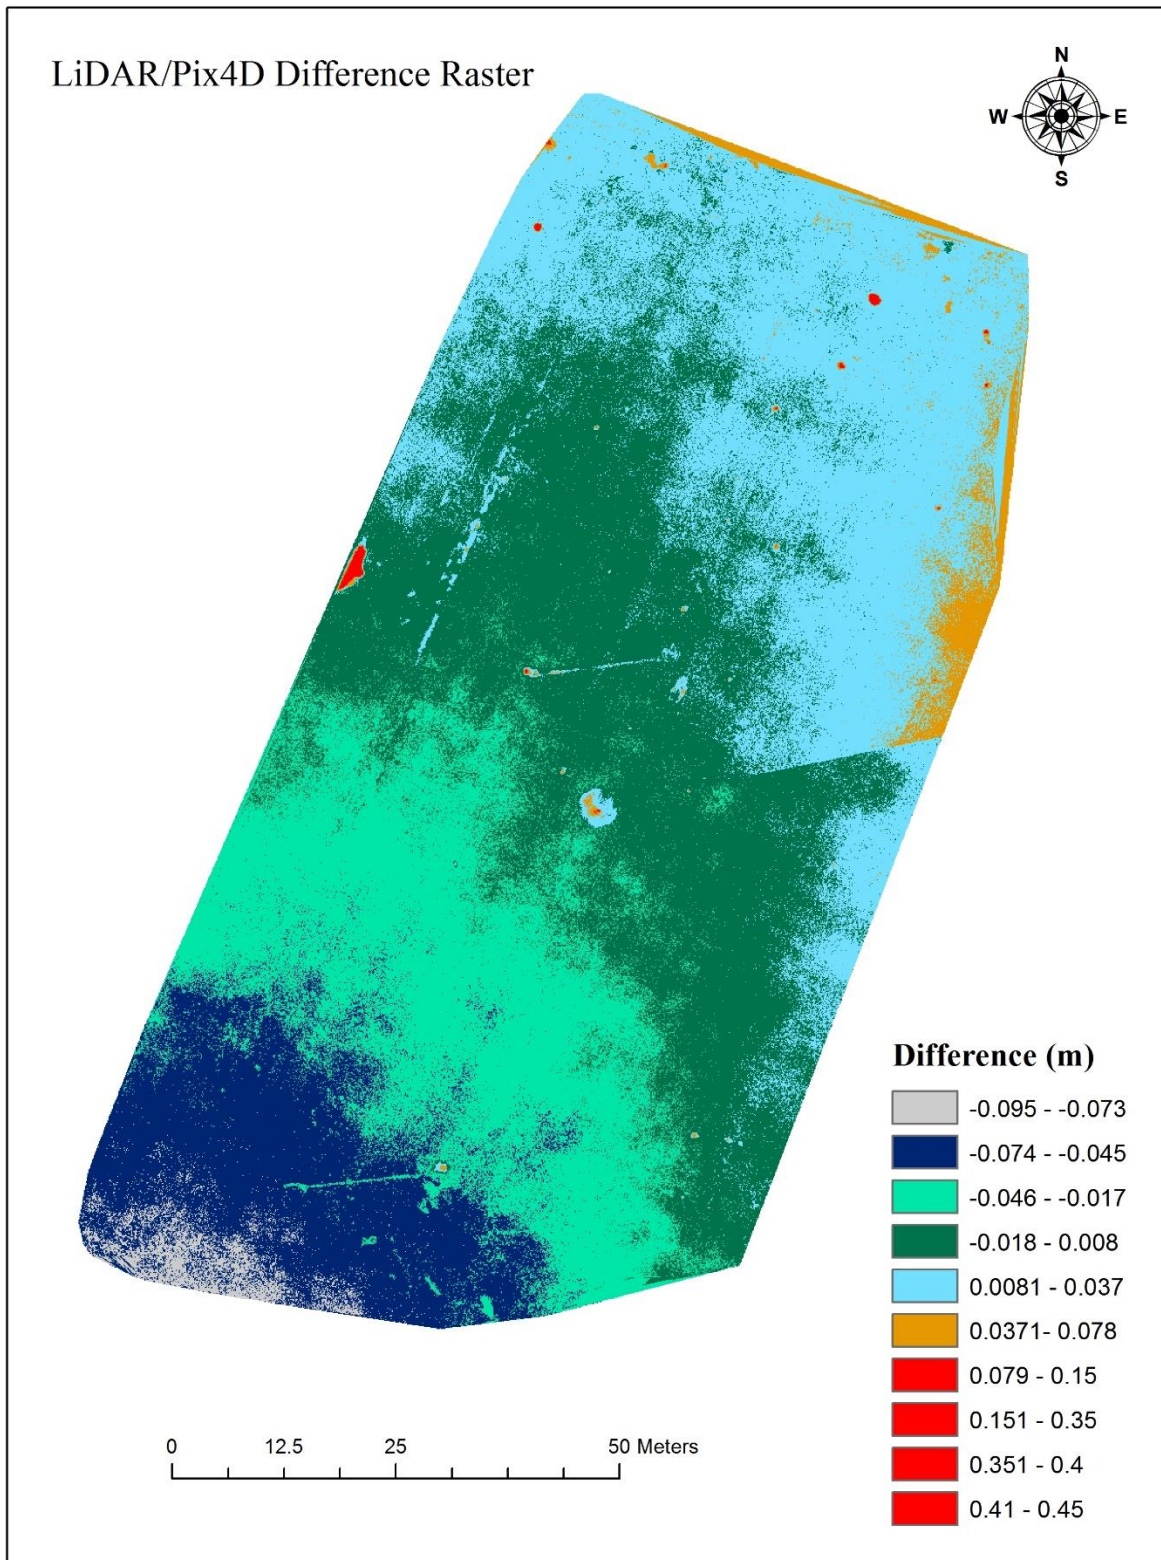 LiDAR/Pix4D Difference Raster
N
W E
S
Difference (m)
-0.095 - -0.073
-0.074 - -0.045
-0.046 - -0.017
-0.018 - 0.008
0.0081 - 0.037
0.0371- 0.078
0.079 - 0.15
0.151 - 0.35
0.351 - 0.4
0.41 - 0.45
0 12.5 25 50 Meters